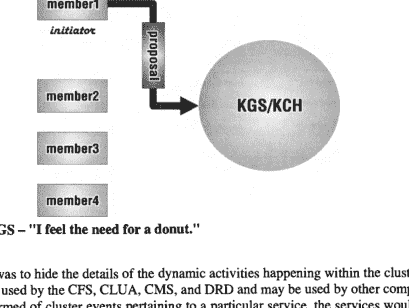 member1
initiator
proposal
KGS/KCH
member2
member3
member4
GS – "I feel the need for a donut."
was to hide the details of the dynamic activities happening within the clust
used by the CFS, CLUA, CMS, and DRD and may be used by other comp
rmed of cluster events pertaining to a particular service, the services woul